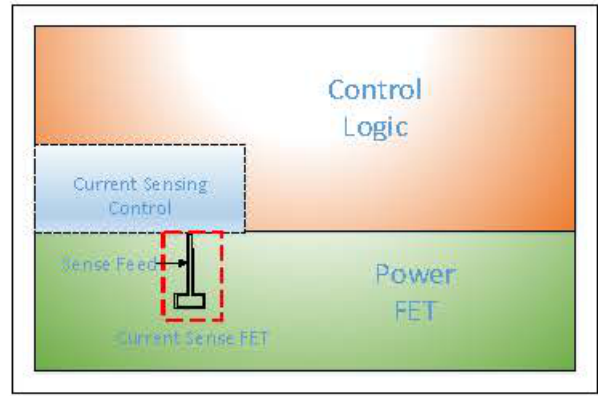 Control
Logic
Current Sensing
Control
Sense Feed
Power
FET
Current Sense FET